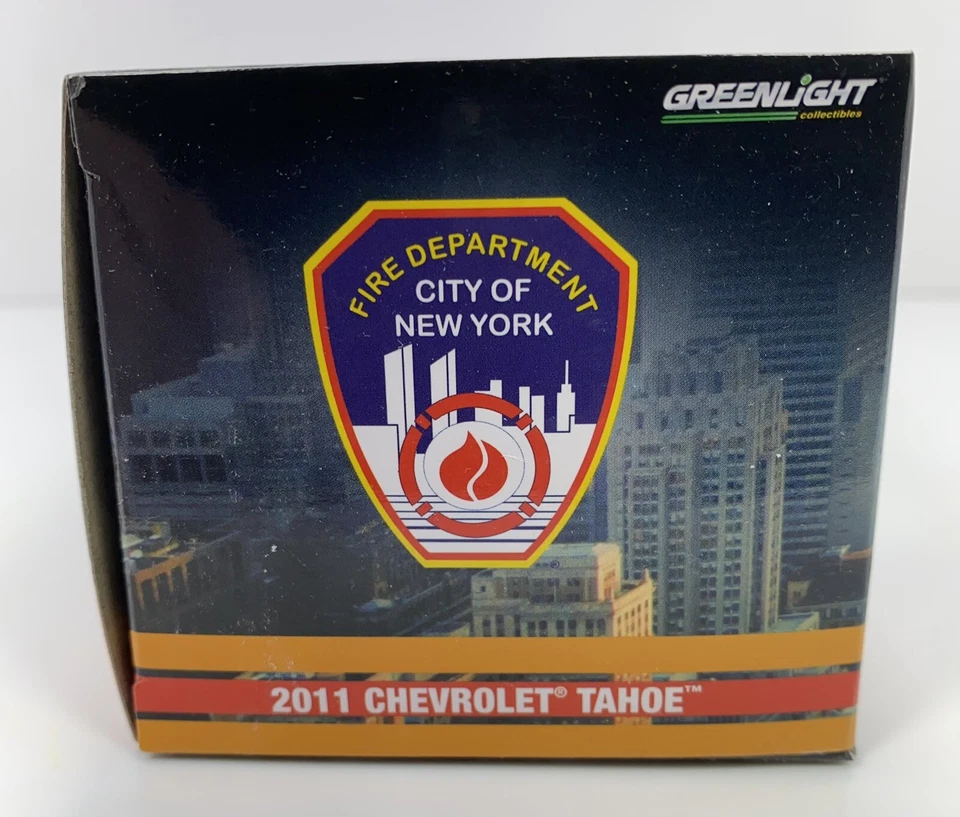 GREENLiGHT®
collectibles
FIRE DEPARTMENT
CITY OF
NEW YORK
®
2011 CHEVROLET® TAHOE™